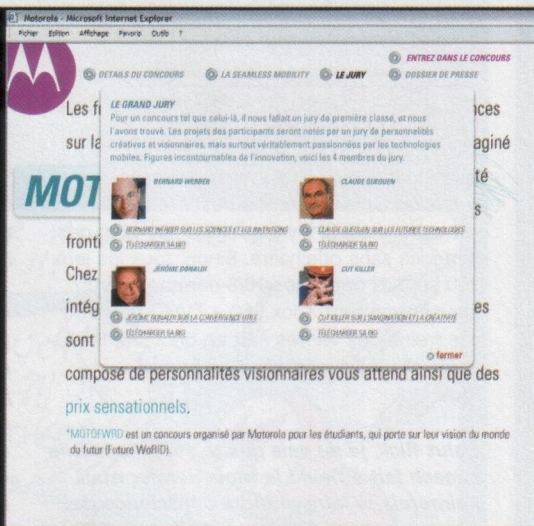 Motorola - Microsoft Internet Explorer
Fichier Edition Affichage Favoris Outils ?
ENTREZ DANS LE CONCOURS
DETAILS DU CONCOURS LA SEAMLESS MOBILITY LE JURY DOSSIER DE PRESSE
LE GRAND JURY
Pour un concours tel que celui-là, il nous fallait un jury de première classe, et nous
l'avons trouvé. Les projets des participants seront notés par un jury de personnalités
créatives et visionnaires, mais surtout véritablement passionnées par les technologies
mobiles. Figures incontournables de l'innovation, voici les 4 membres du jury.
Les
sur la
MOT
BERNARD WERBER CLAUDE GUEGUEN
BERNARD WERBER SUR LES SCIENCES ET LES INVENTIONS CLAUDE GUEGUEN SUR LES FUTURES TECHNOLOGIES
TÉLÉCHARGER SA BIO TÉLÉCHARGER SA BIO
fronti
Chez
JÉRÔME BONALDI CUT KILLER
intég
JÉRÔME BONALDI SUR LA CONVERGENCE UTILE CUT KILLER SUR L'IMAGINATION ET LA CRÉATIVITÉ
TÉLÉCHARGER SA BIO TÉLÉCHARGER SA BIO
sont
fermer
composé de personnalités visionnaires vous attend ainsi que des
prix sensationnels.
*MOTOFWRD est un concours organisé par Motorola pour les étudiants, qui porte sur leur vision du monde
du futur (Future WoRlD).